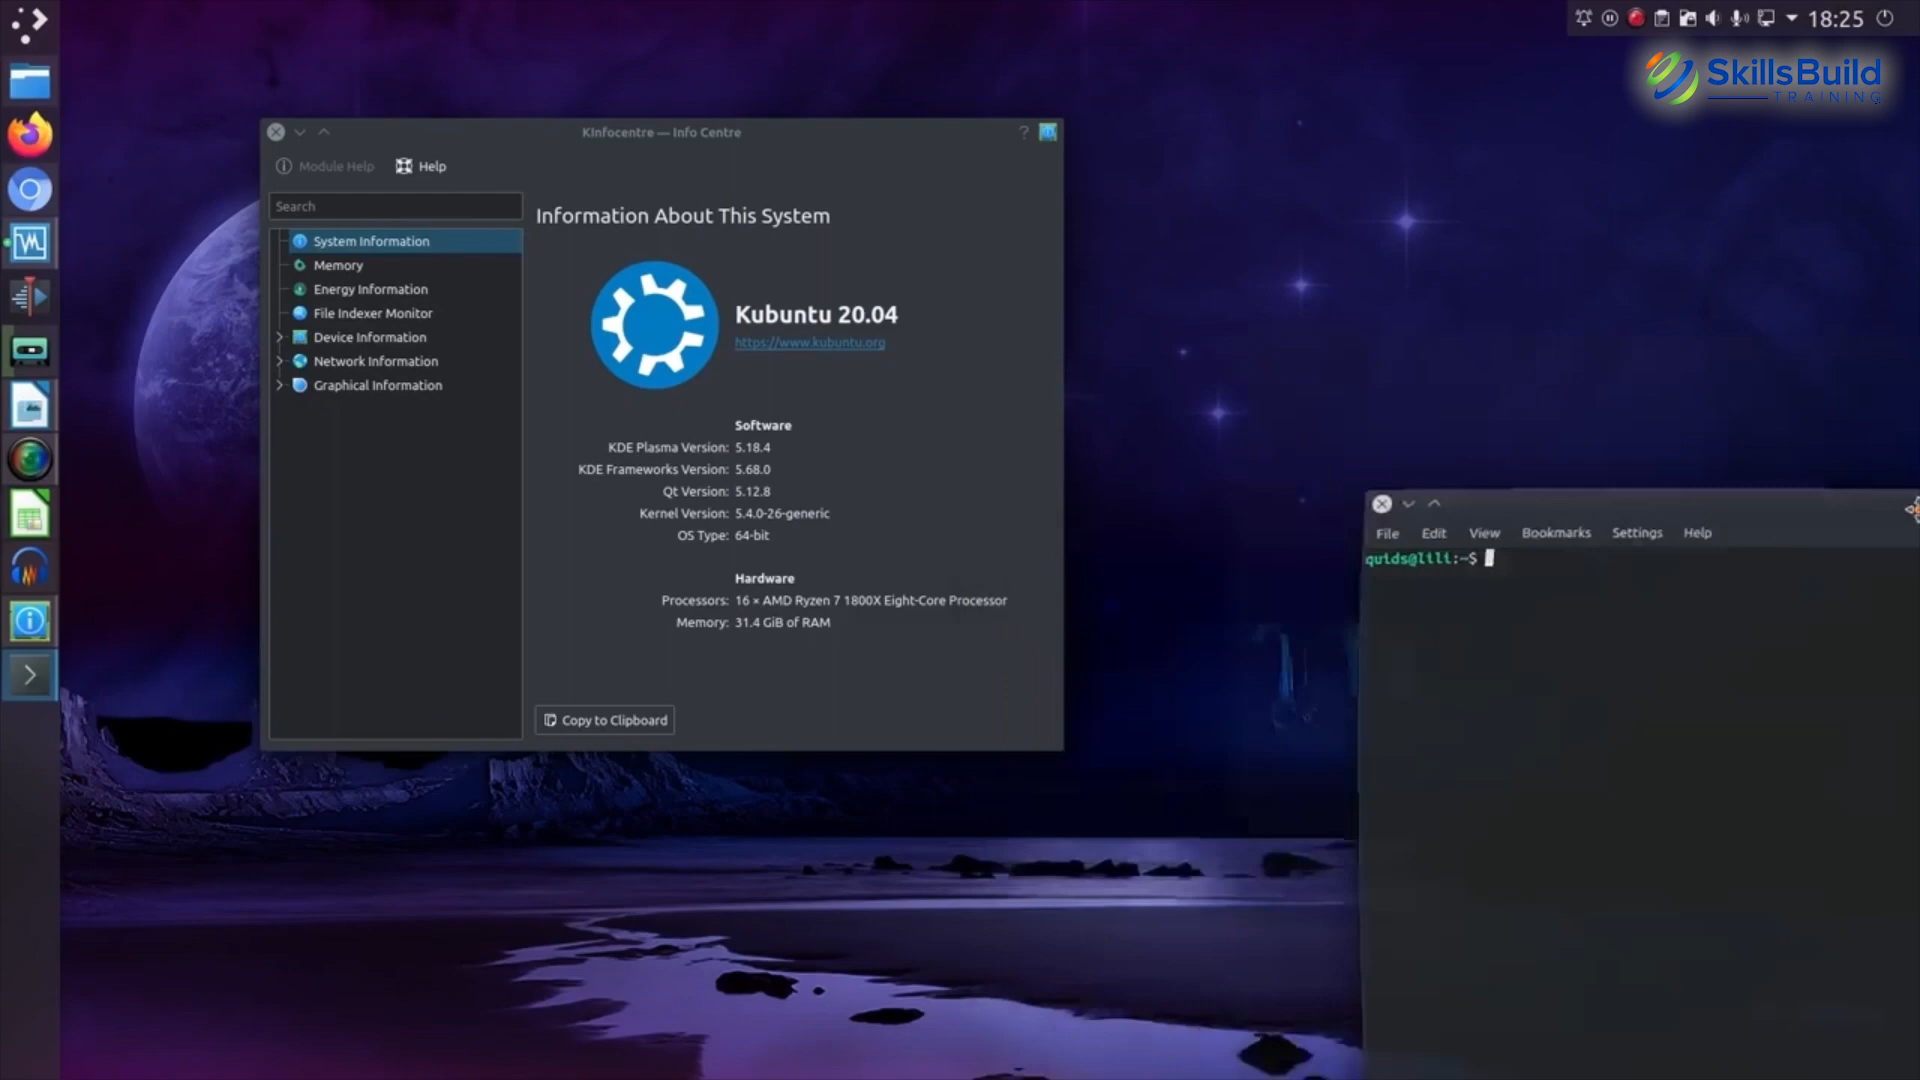 18:25
SkillsBuild
TRAINING
KInfocentre — Info Centre
?
Module Help
Help
Search
System Information
Memory
Energy Information
File Indexer Monitor
Device Information
Network Information
Graphical Information
Information About This System
Kubuntu 20.04
https://www.kubuntu.org
Software
KDE Plasma Version: 5.18.4
KDE Frameworks Version: 5.68.0
Qt Version: 5.12.8
Kernel Version: 5.4.0-26-generic
OS Type: 64-bit
Hardware
Processors: 16 × AMD Ryzen 7 1800X Eight-Core Processor
Memory: 31.4 GiB of RAM
Copy to Clipboard
File Edit View Bookmarks Settings Help
quids@lili:~$